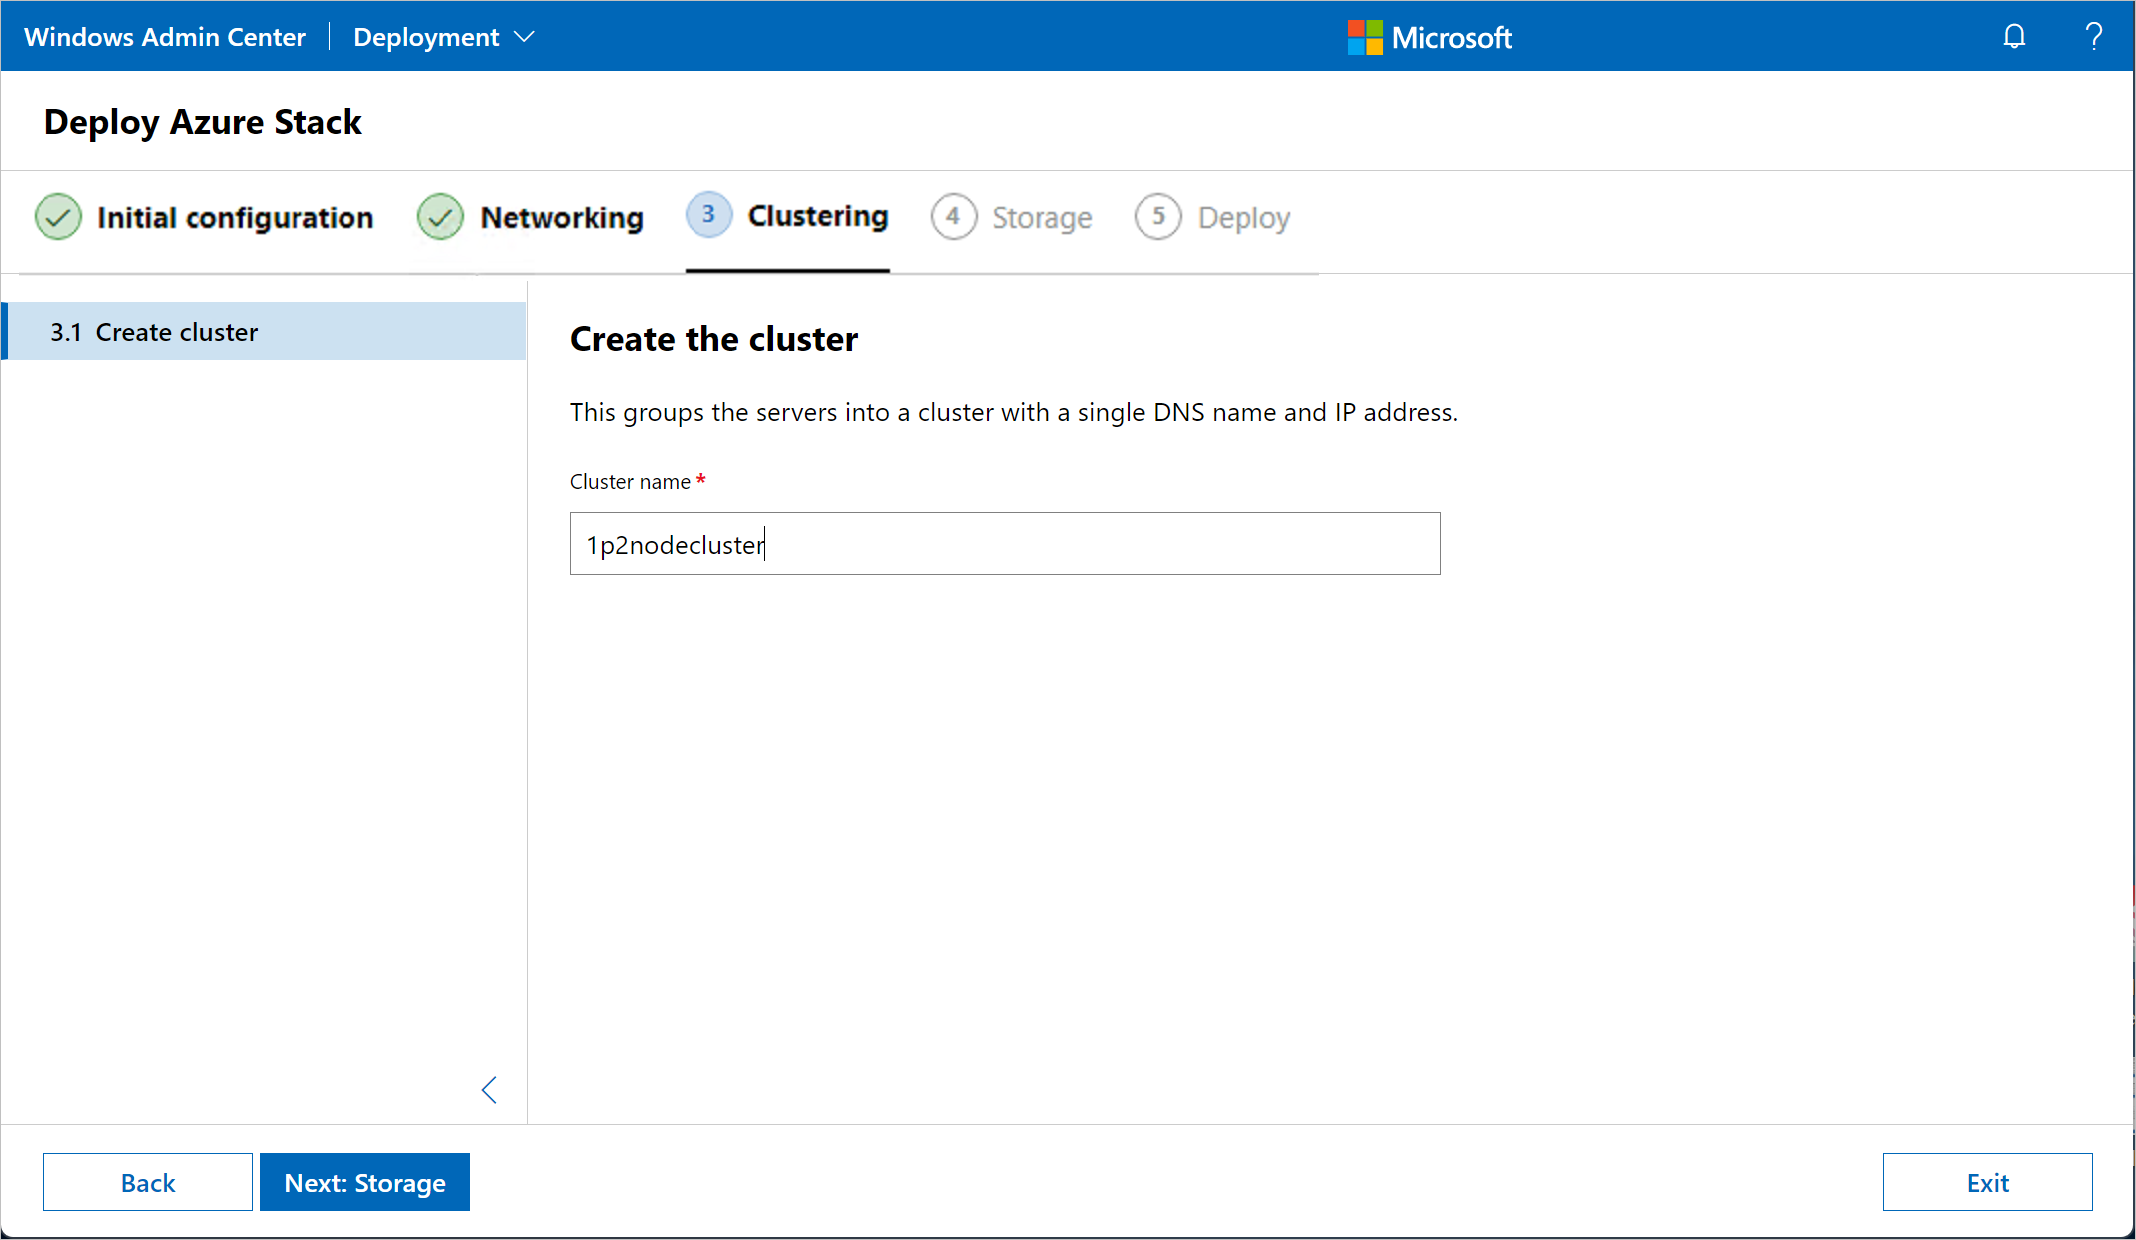 Windows Admin Center Deployment Microsoft ?
Deploy Azure Stack
Initial configuration Networking 3 Clustering 4 Storage 5 Deploy
3.1 Create cluster
Create the cluster
This groups the servers into a cluster with a single DNS name and IP address.
Cluster name *
1p2nodecluster
Back Next: Storage Exit